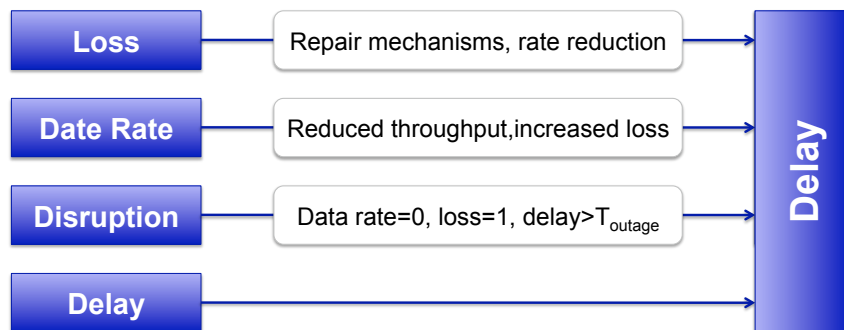 Loss
Repair mechanisms, rate reduction
Date Rate
Reduced throughput,increased loss
Disruption
Data rate=0, loss=1, delay>Toutage
Delay
Delay